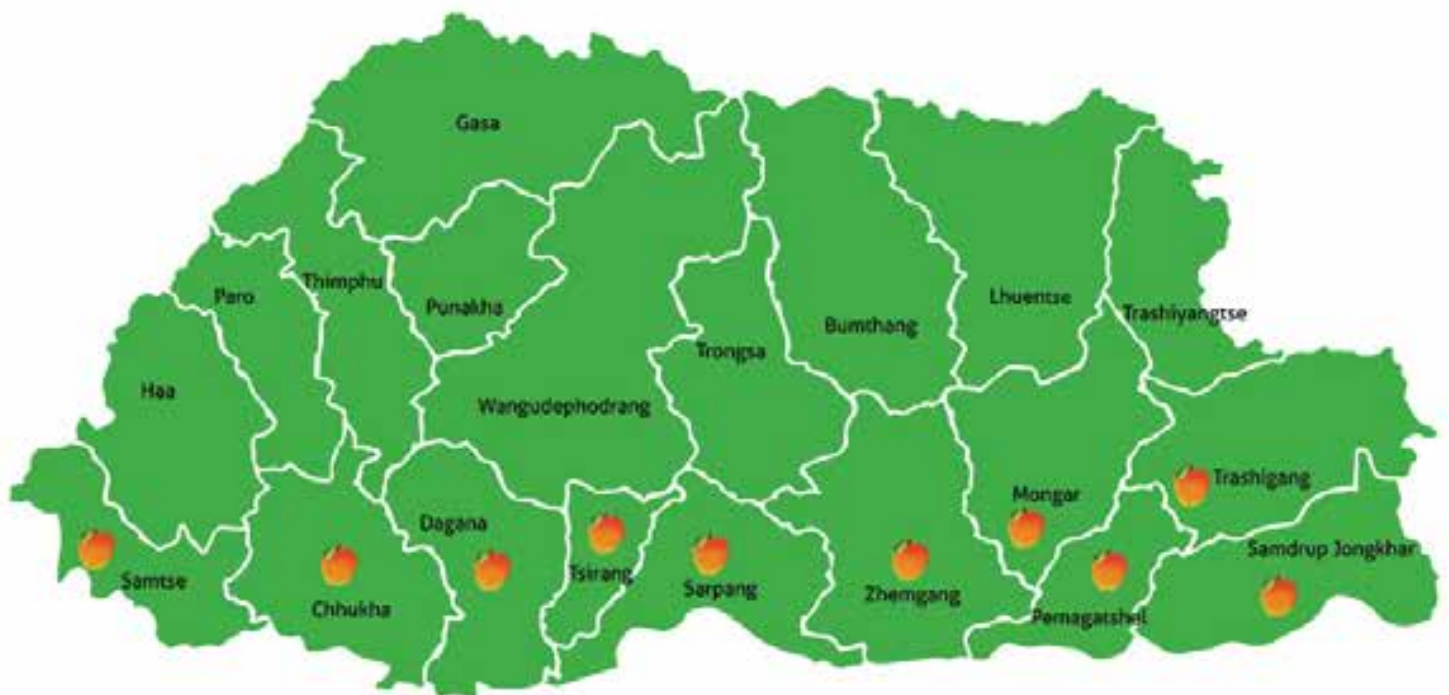 Gasa
Thimphu
Paro
Punakha
Lhuentse
Trashiyangtse
Bumthang
Trongsa
Haa
Wangudephodrang
Trashigang
Mongar
Dagana
Samdrup Jongkhar
Tsirang
Samtse
Sarpang
Zhemgang
Chhukha
Pemagatshel